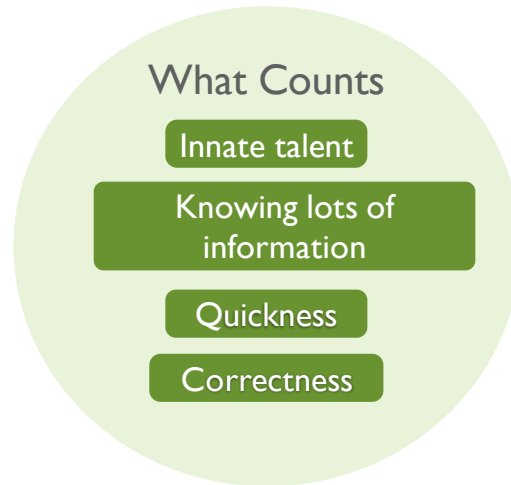 What Counts
Innate talent
Knowing lots of
information
Quickness
Correctness